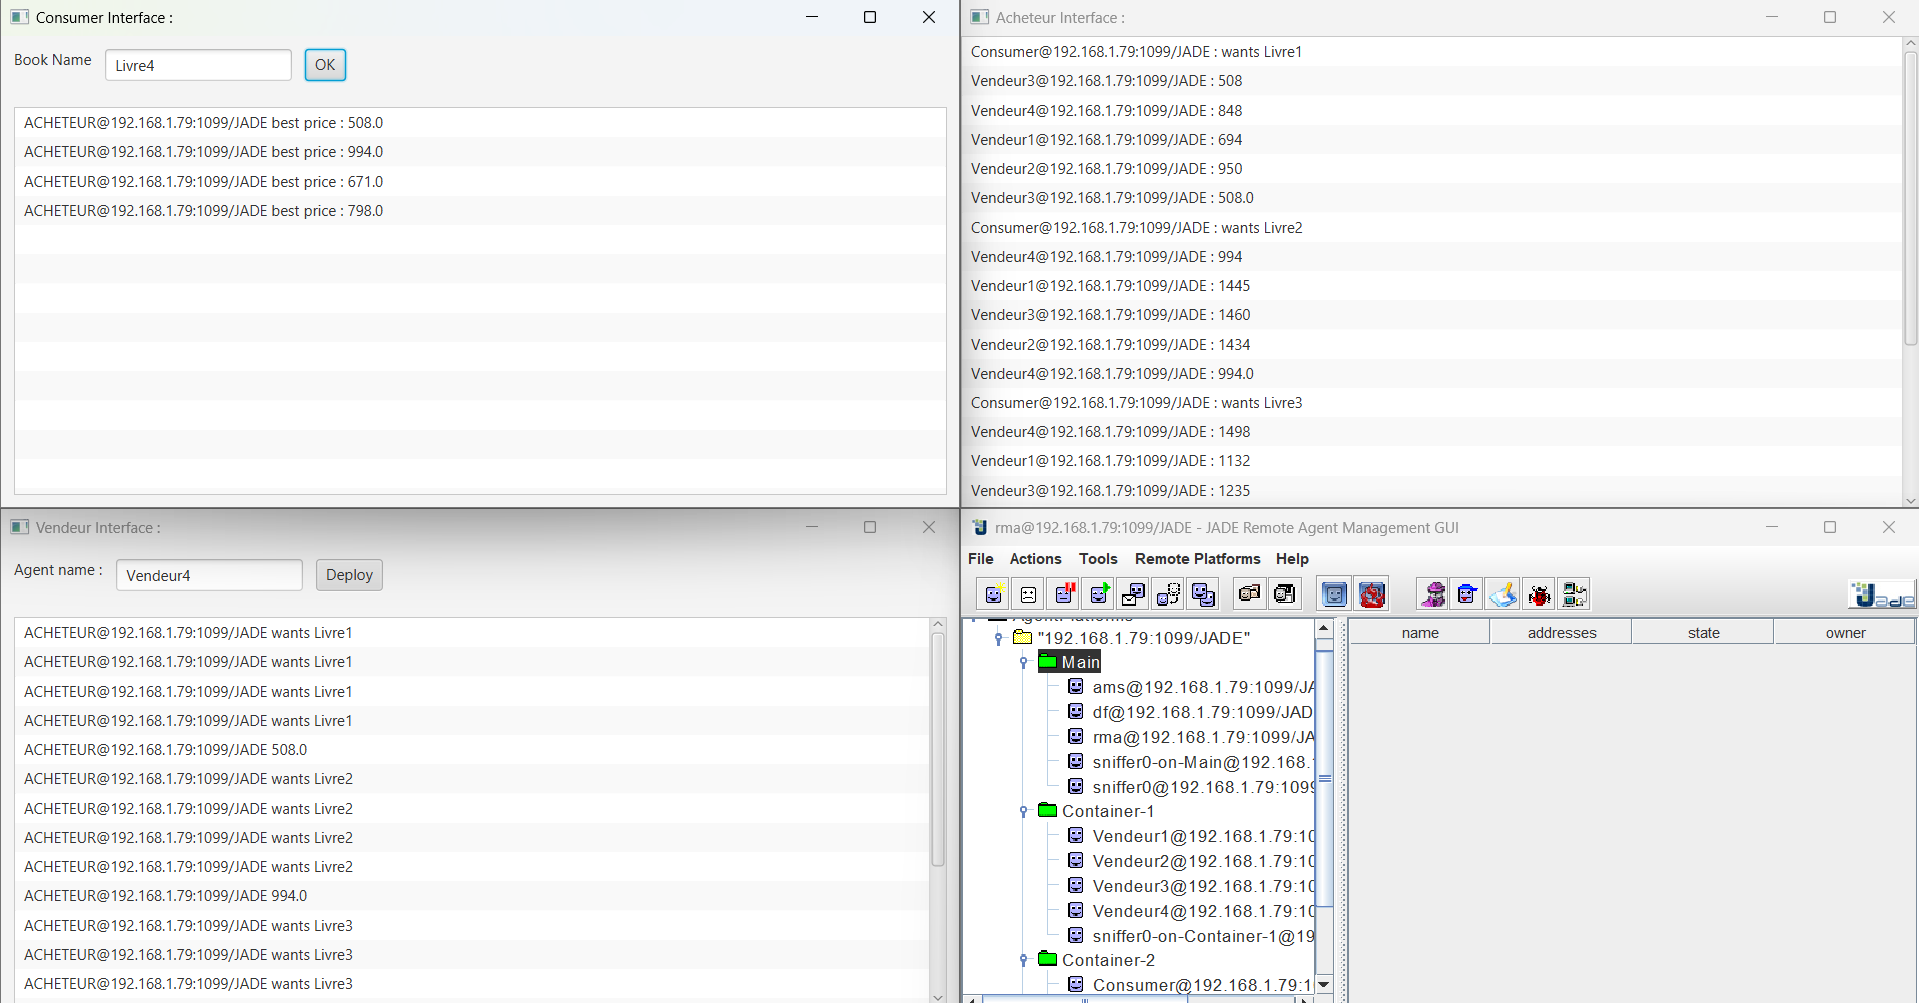 Consumer Interface :
Book Name
Livre4
OK
ACHETEUR@192.168.1.79:1099/JADE best price : 508.0
ACHETEUR@192.168.1.79:1099/JADE best price : 994.0
ACHETEUR@192.168.1.79:1099/JADE best price : 671.0
ACHETEUR@192.168.1.79:1099/JADE best price : 798.0
Acheteur Interface :
Consumer@192.168.1.79:1099/JADE : wants Livre1
Vendeur3@192.168.1.79:1099/JADE : 508
Vendeur4@192.168.1.79:1099/JADE : 848
Vendeur1@192.168.1.79:1099/JADE : 694
Vendeur2@192.168.1.79:1099/JADE : 950
Vendeur3@192.168.1.79:1099/JADE : 508.0
Consumer@192.168.1.79:1099/JADE : wants Livre2
Vendeur4@192.168.1.79:1099/JADE : 994
Vendeur1@192.168.1.79:1099/JADE : 1445
Vendeur3@192.168.1.79:1099/JADE : 1460
Vendeur2@192.168.1.79:1099/JADE : 1434
Vendeur4@192.168.1.79:1099/JADE : 994.0
Consumer@192.168.1.79:1099/JADE : wants Livre3
Vendeur4@192.168.1.79:1099/JADE : 1498
Vendeur1@192.168.1.79:1099/JADE : 1132
Vendeur3@192.168.1.79:1099/JADE : 1235
Vendeur Interface :
Agent name :
Vendeur4
Deploy
ACHETEUR@192.168.1.79:1099/JADE wants Livre1
ACHETEUR@192.168.1.79:1099/JADE wants Livre1
ACHETEUR@192.168.1.79:1099/JADE wants Livre1
ACHETEUR@192.168.1.79:1099/JADE wants Livre1
ACHETEUR@192.168.1.79:1099/JADE 508.0
ACHETEUR@192.168.1.79:1099/JADE wants Livre2
ACHETEUR@192.168.1.79:1099/JADE wants Livre2
ACHETEUR@192.168.1.79:1099/JADE wants Livre2
ACHETEUR@192.168.1.79:1099/JADE wants Livre2
ACHETEUR@192.168.1.79:1099/JADE 994.0
ACHETEUR@192.168.1.79:1099/JADE wants Livre3
ACHETEUR@192.168.1.79:1099/JADE wants Livre3
ACHETEUR@192.168.1.79:1099/JADE wants Livre3
rma@192.168.1.79:1099/JADE - JADE Remote Agent Management GUI
File Actions Tools Remote Platforms Help
Jade
"192.168.1.79:1099/JADE"
Main
ams@192.168.1.79:1099/JA
df@192.168.1.79:1099/JAD
rma@192.168.1.79:1099/JA
sniffer0-on-Main@192.168.
sniffer0@192.168.1.79:1099
Container-1
Vendeur1@192.168.1.79:10
Vendeur2@192.168.1.79:10
Vendeur3@192.168.1.79:10
Vendeur4@192.168.1.79:10
sniffer0-on-Container-1@19
Container-2
Consumer@192.168.1.79:1
name addresses state owner